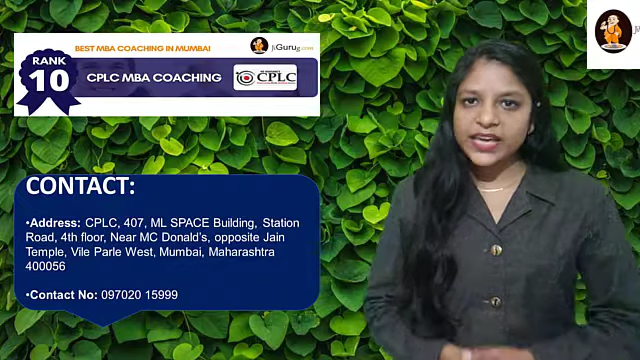 BEST MBA COACHING IN MUMBAI
JiGuruG.com
RANK
10
CPLC MBA COACHING
CPLC
CONTACT:
•Address: CPLC, 407, ML SPACE Building, Station
Road, 4th floor, Near MC Donald's, opposite Jain
Temple, Vile Parle West, Mumbai, Maharashtra
400056
•Contact No: 097020 15999